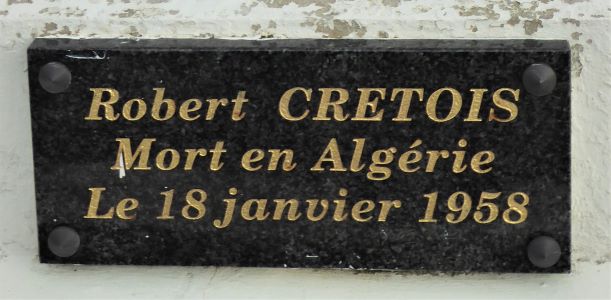 Robert CRETOIS
Mort en Algérie
Le 18 janvier 1958